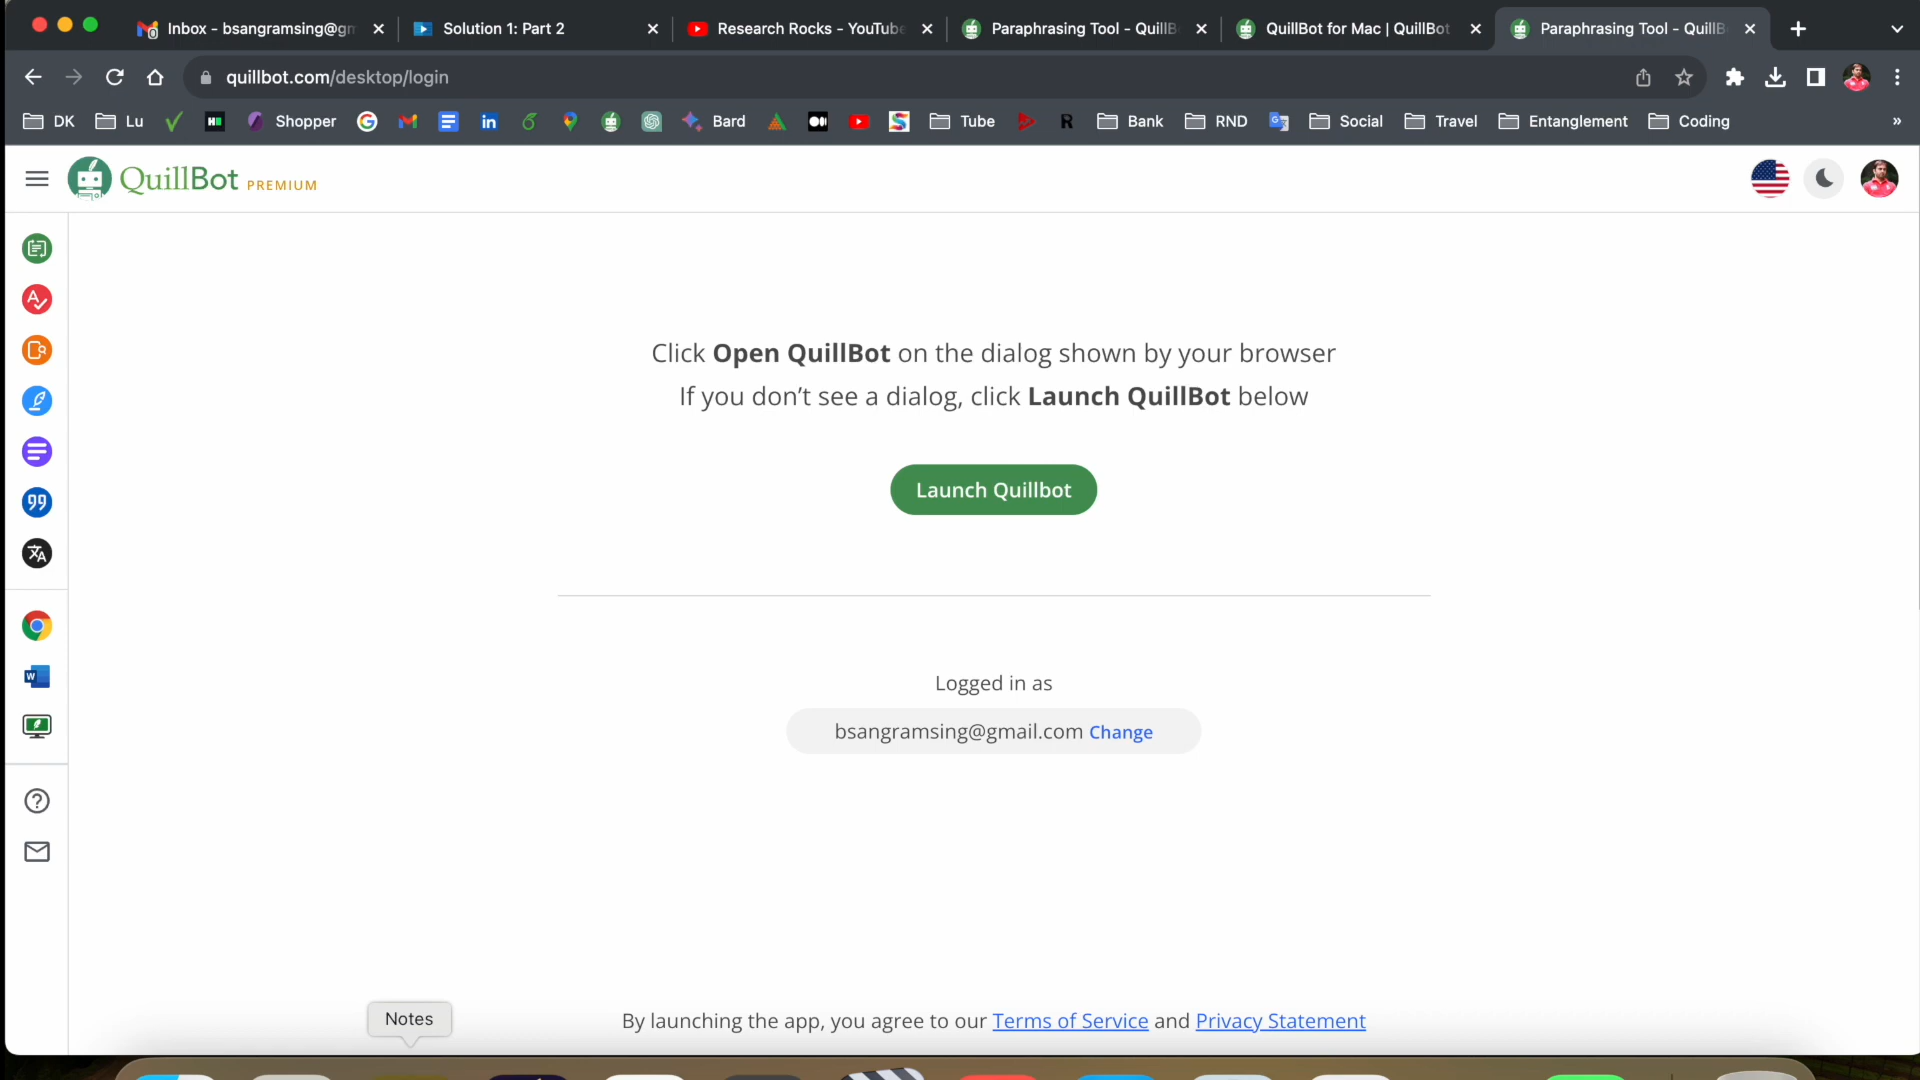 Inbox - bsangramsing@gm
Solution 1: Part 2
Research Rocks - YouTube
Paraphrasing Tool - QuillB
QuillBot for Mac | QuillBot
Paraphrasing Tool - QuillB
quillbot.com/desktop/login
DK
Lu
Shopper
Bard
Tube
R
Bank
RND
Social
Travel
Entanglement
Coding
»
QuillBot PREMIUM
Click Open QuillBot on the dialog shown by your browser
If you don’t see a dialog, click Launch QuillBot below
Launch Quillbot
Logged in as
bsangramsing@gmail.com Change
Notes
By launching the app, you agree to our Terms of Service and Privacy Statement